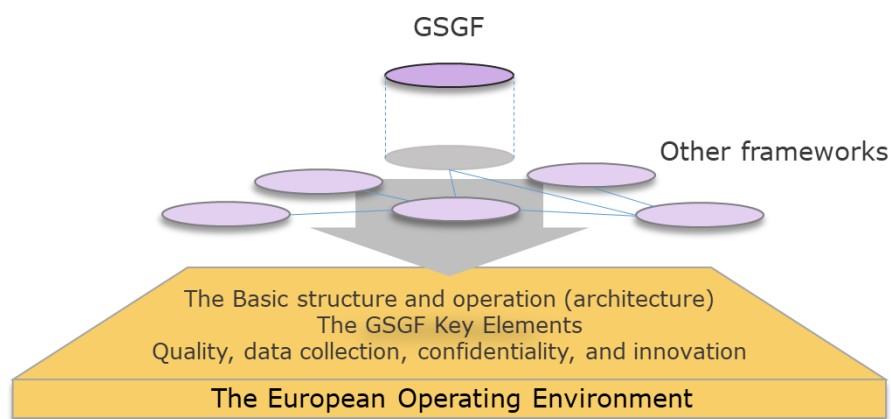 GSGF
Other frameworks
The Basic structure and operation (architecture)
The GSGF Key Elements
Quality, data collection, confidentiality, and innovation
The European Operating Environment